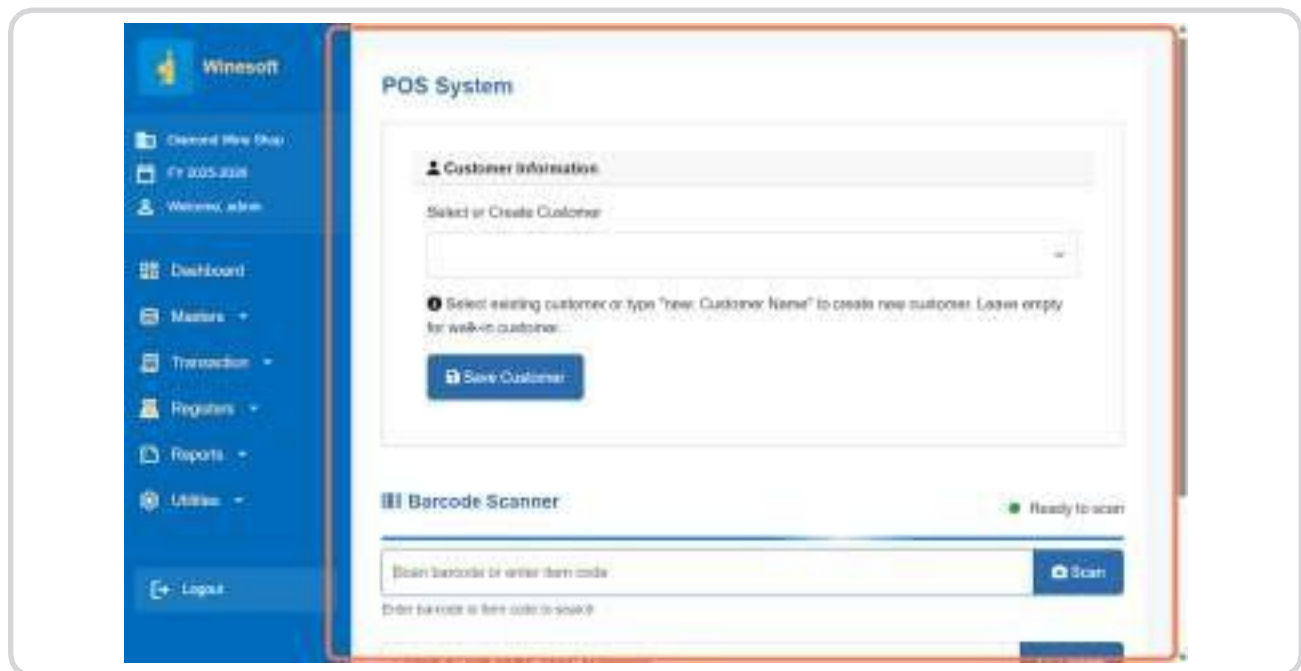 Winesoft
Diamond Wine Shop
FY 2025-2026
Welcome, admin
Dashboard
Masters
Transaction
Registers
Reports
Utilities
Logout
POS System
Customer Information
Select or Create Customer
Select existing customer or type "new: Customer Name" to create new customer. Leave empty
for walk-in customer.
Save Customer
Barcode Scanner
Ready to scan
Scan barcode or enter item code
Scan
Enter barcode or item code to search